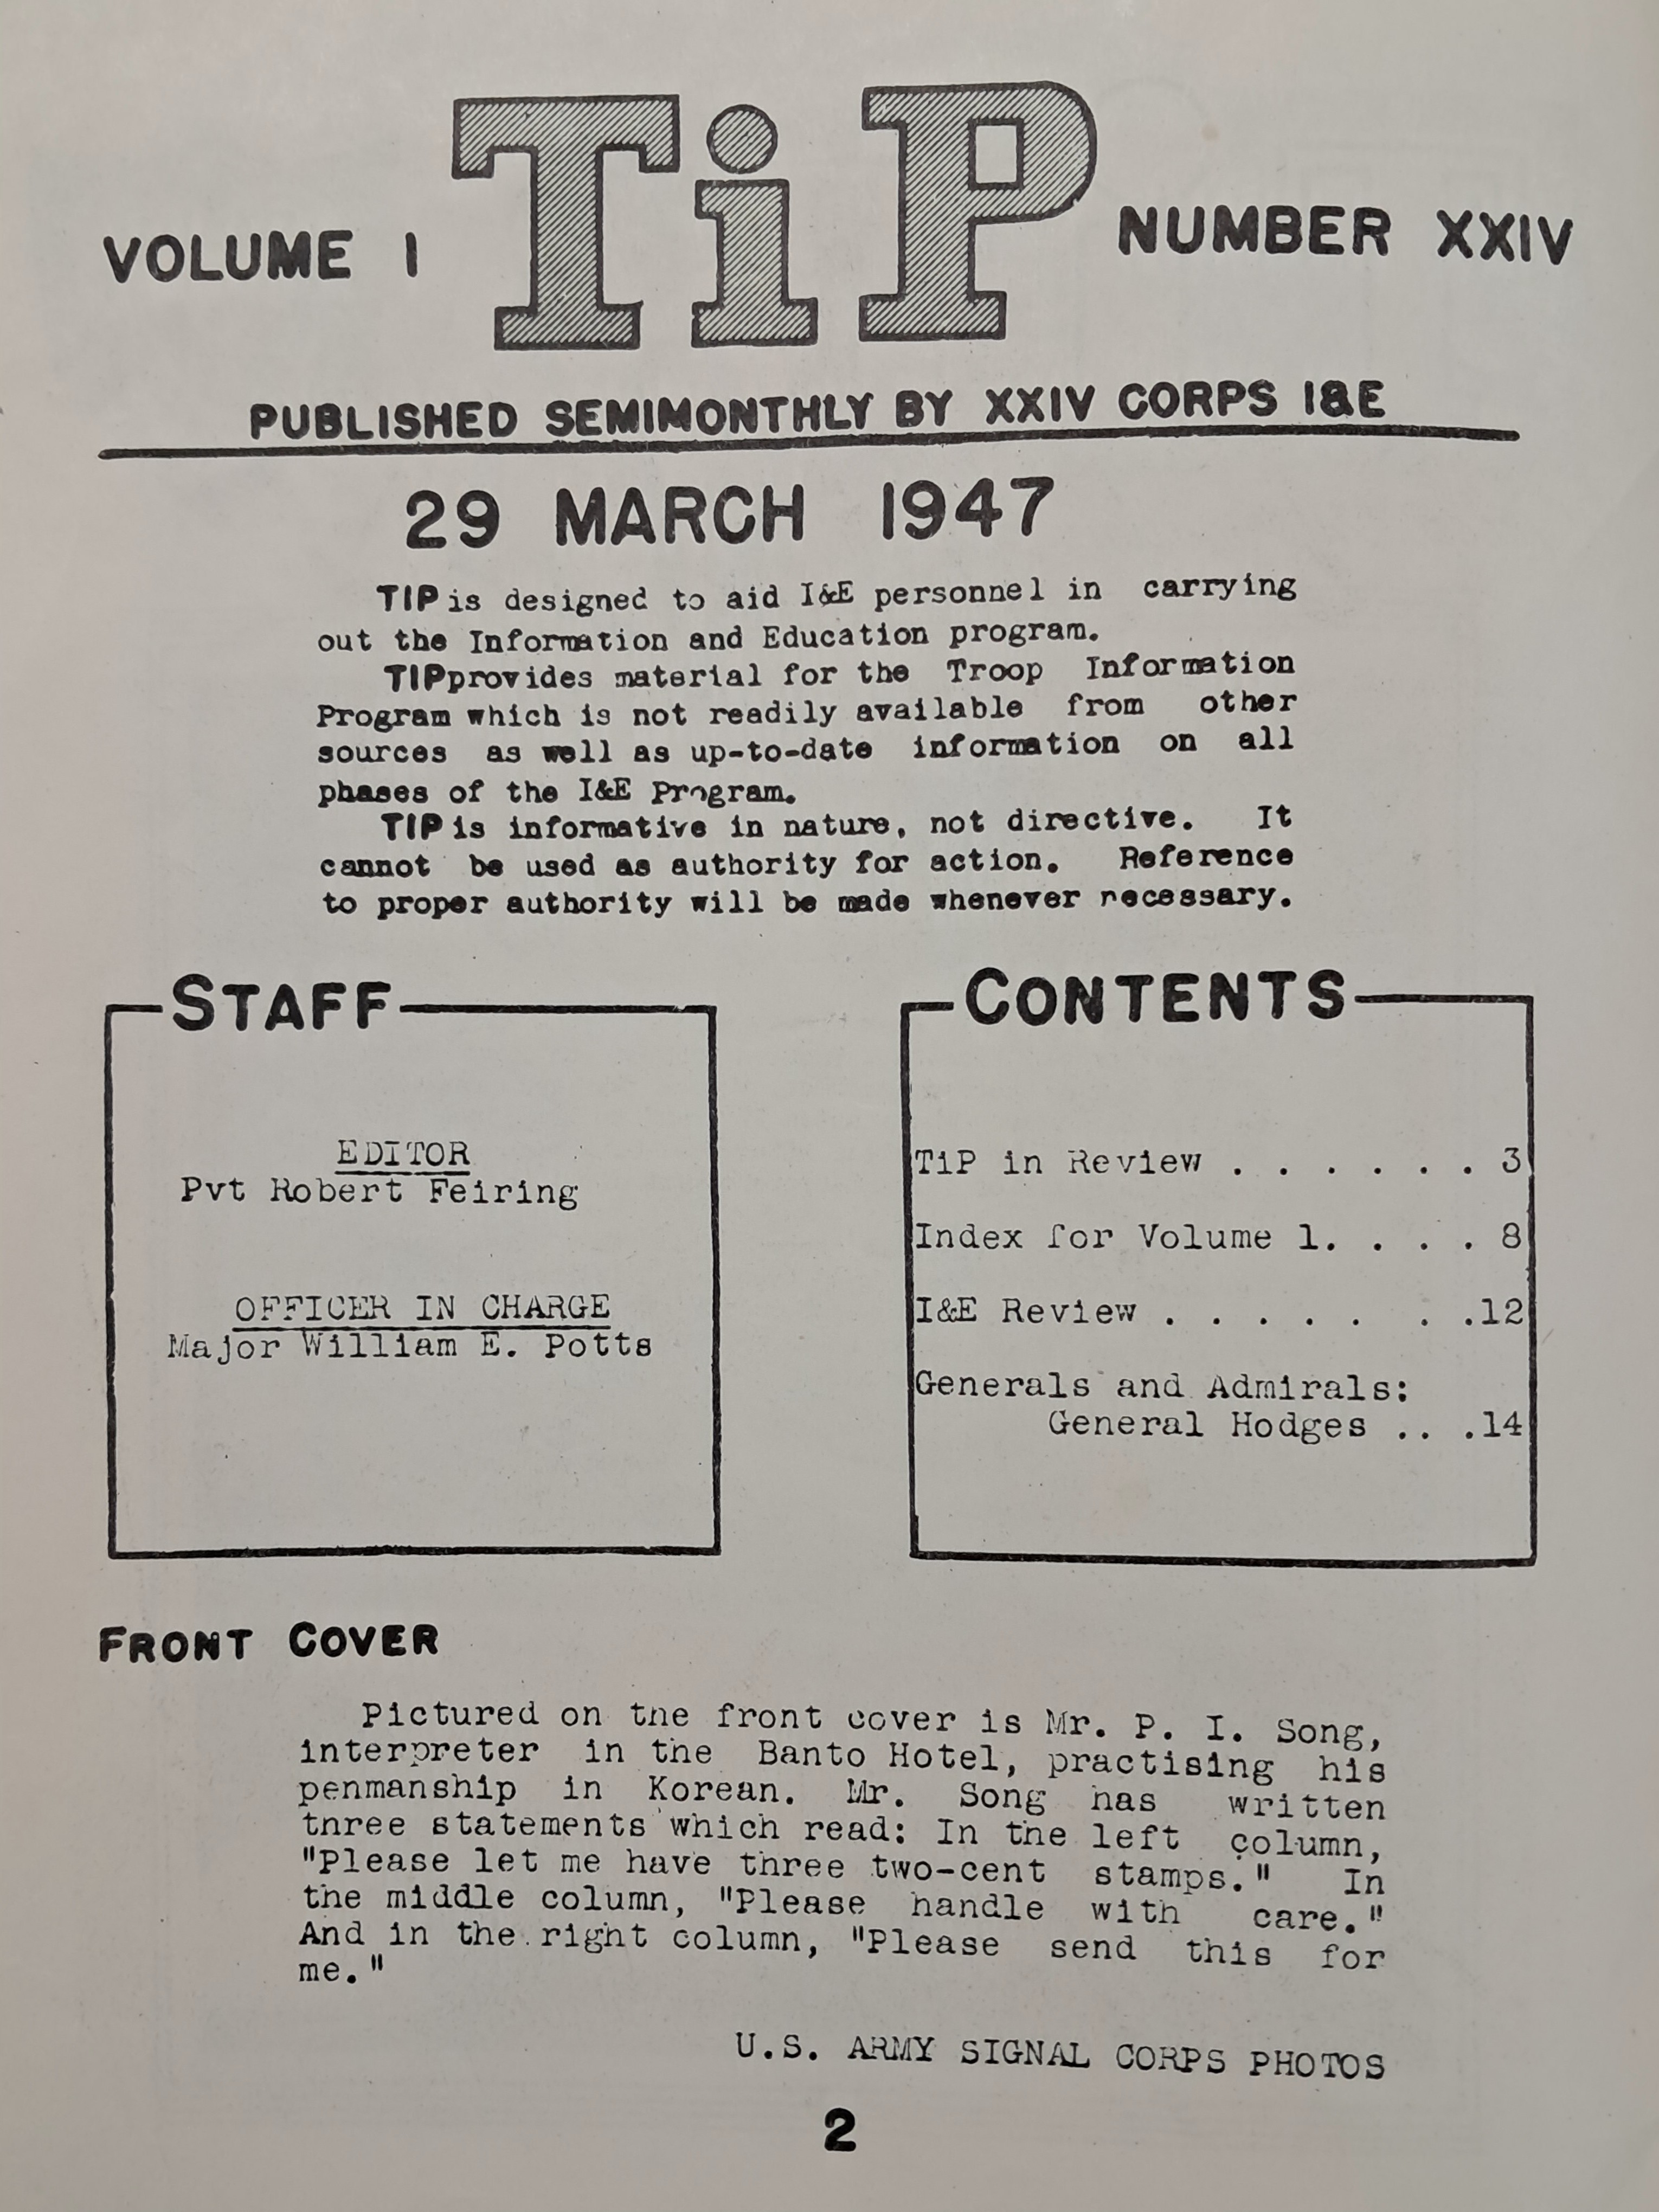 VOLUME I TiP NUMBER XXIV
PUBLISHED SEMIMONTHLY BY XXIV CORPS I&E
29 MARCH 1947
TIP is designed to aid I&E personnel in carrying
out the Information and Education program.
TIP provides material for the Troop Information
Program which is not readily available from other
sources as well as up-to-date information on all
phases of the I&E Program.
TIP is informative in nature, not directive. It
cannot be used as authority for action. Reference
to proper authority will be made whenever necessary.
STAFF
EDITOR
Pvt Robert Feiring
OFFICER IN CHARGE
Major William E. Potts
CONTENTS
TiP in Review . . . . . . 3
Index for Volume 1. . . . . 8
I&E Review . . . . . . .12
Generals and Admirals:
General Hodges .. .14
FRONT COVER
Pictured on the front cover is Mr. P. I. Song,
interpreter in the Banto Hotel, practising his
penmanship in Korean. Mr. Song has written
three statements which read: In the left column,
"Please let me have three two-cent stamps." In
the middle column, "Please handle with care."
And in the right column, "Please send this for
me."
U.S. ARMY SIGNAL CORPS PHOTOS
2